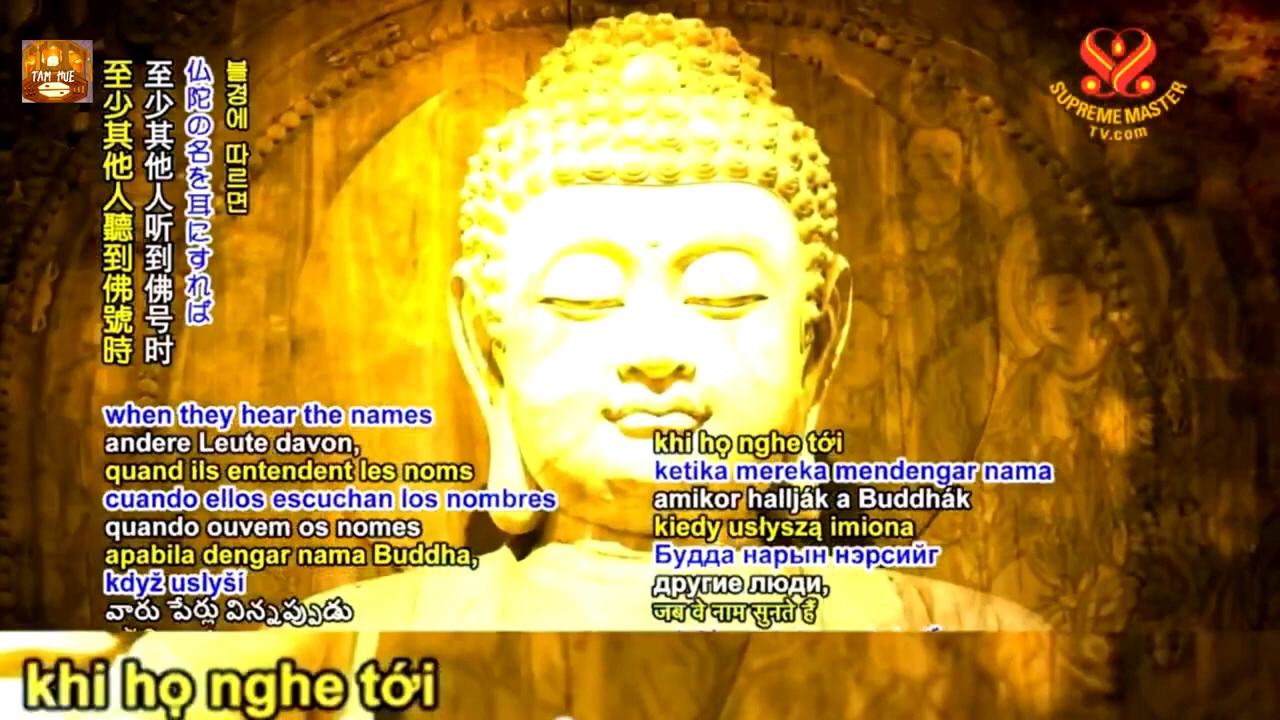 TAM HUE
SUPREME MASTER
TV.com
불경에 따르면
仏陀の名を耳にすれば
至少其他人听到佛号时
至少其他人聽到佛號時
when they hear the names
andere Leute davon,
quand ils entendent les noms
cuando ellos escuchan los nombres
quando ouvem os nomes
apabila dengar nama Buddha,
když uslyší
వారు పేర్లు విన్నప్పుడు
khi họ nghe tới
ketika mereka mendengar nama
amikor hallják a Buddhák
kiedy usłyszą imiona
Будда нарын нэрсийг
другие люди,
जब वे नाम सुनते हैं
khi họ nghe tới